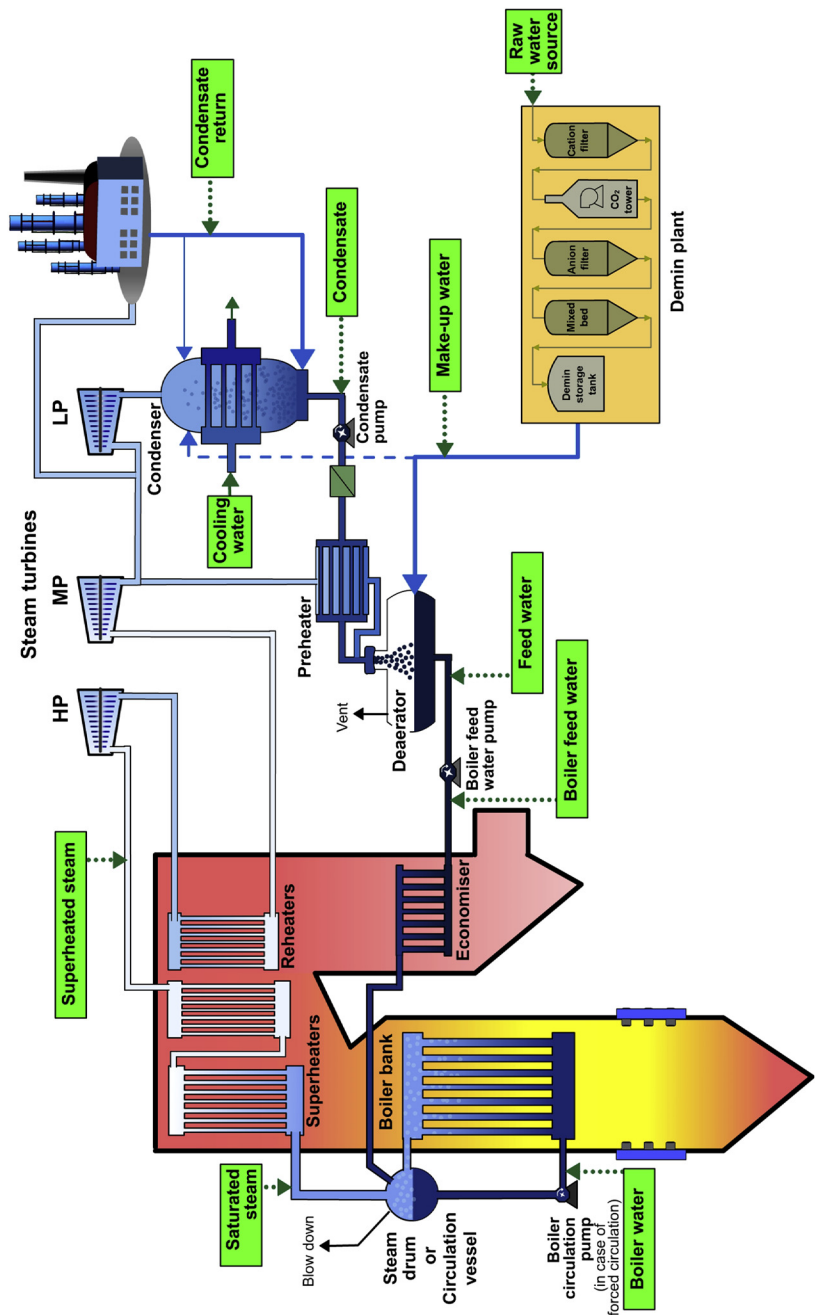 Steam turbines
HP
MP
LP
Superheated steam
Condensate
return
Raw
water
source
Condenser
Cooling
water
Condensate
Condensate
pump
Make-up water
Cation
filter
CO₂
tower
Anion
filter
Mixed
bed
Demin
storage
tank
Demin plant
Preheater
Vent
Deaerator
Feed water
Boiler feed
water pump
Boiler feed water
Reheaters
Superheaters
Economiser
Boiler bank
Saturated
steam
Blow down
Steam
drum
or
Circulation
vessel
Boiler
circulation
pump
(in case of
forced circulation)
Boiler water